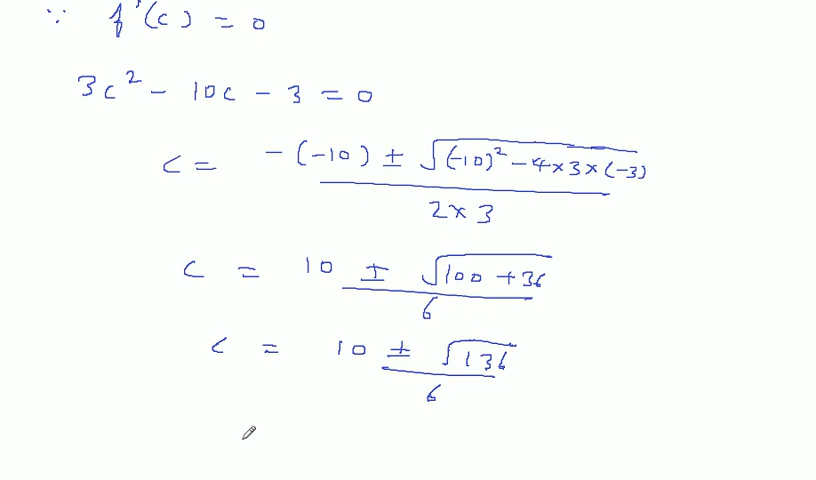 ∵ f'(c) = 0
3c² - 10c - 3 = 0
c = -(-10) ± √(-10)² - 4×3×(-3) / 2×3
c = 10 ± √100 + 36 / 6
c = 10 ± √136 / 6